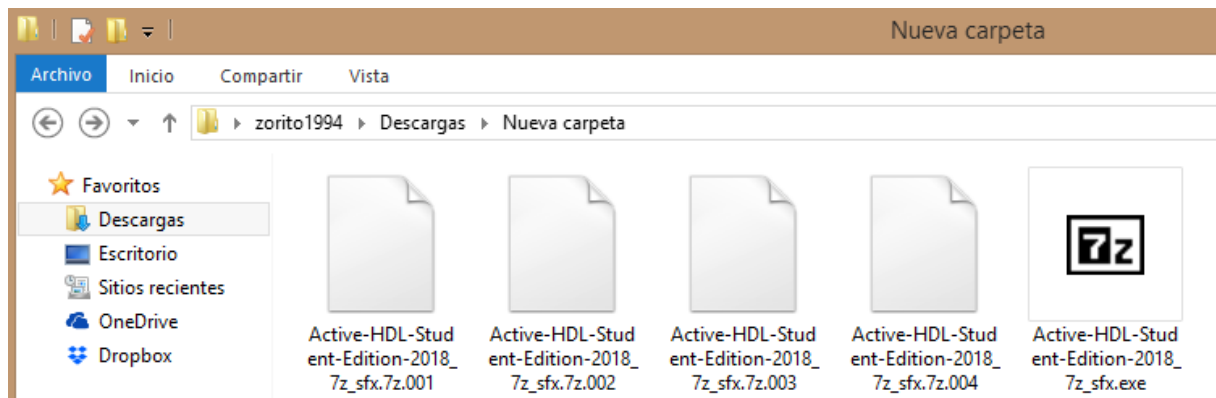 Nueva carpeta
Archivo Inicio Compartir Vista
zorito1994 Descargas Nueva carpeta
Favoritos
Descargas
Escritorio
Sitios recientes
OneDrive
Dropbox
7z
Active-HDL-Stud
ent-Edition-2018_
7z_sfx.7z.001
Active-HDL-Stud
ent-Edition-2018_
7z_sfx.7z.002
Active-HDL-Stud
ent-Edition-2018_
7z_sfx.7z.003
Active-HDL-Stud
ent-Edition-2018_
7z_sfx.7z.004
Active-HDL-Stud
ent-Edition-2018_
7z_sfx.exe